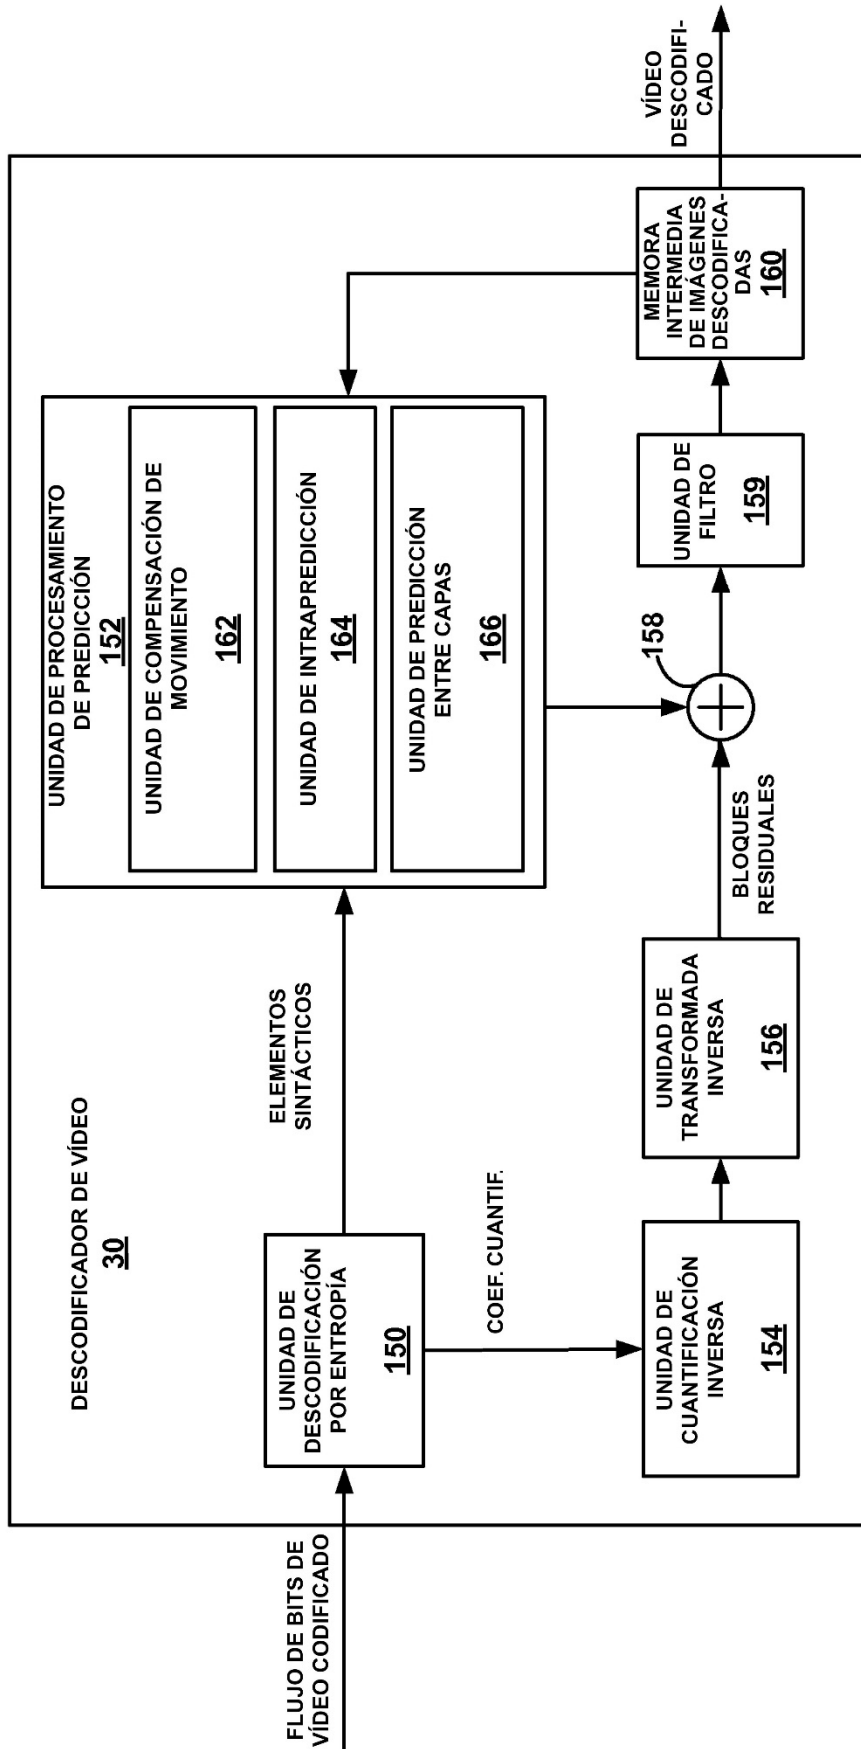 DESCODIFICADOR DE VÍDEO
30
FLUJO DE BITS DE
VÍDEO CODIFICADO
UNIDAD DE
DESCODIFICACIÓN
POR ENTROPÍA
150
ELEMENTOS
SINTÁCTICOS
COEF. CUANTIF.
UNIDAD DE PROCESAMIENTO
DE PREDICCIÓN
152
UNIDAD DE COMPENSACIÓN DE
MOVIMIENTO
162
UNIDAD DE INTRAPREDICCIÓN
164
UNIDAD DE PREDICCIÓN
ENTRE CAPAS
166
UNIDAD DE
CUANTIFICACIÓN
INVERSA
154
UNIDAD DE
TRANSFORMADA
INVERSA
156
BLOQUES
RESIDUALES
158
UNIDAD DE
FILTRO
159
MEMORA
INTERMEDIA
DE IMÁGENES
DESCODIFICA-
DAS
160
VÍDEO
DESCODIFI-
CADO